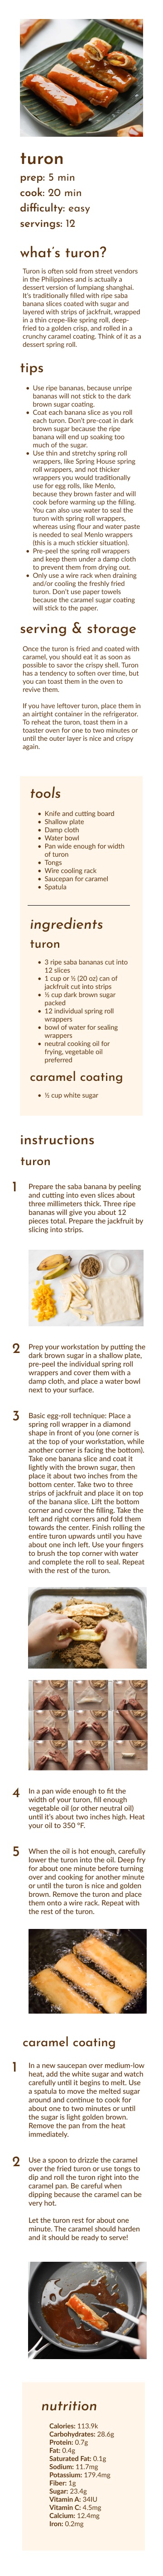 turon
prep: 5 min
cook: 20 min
difficulty: easy
servings: 12
what's turon?
Turon is often sold from street vendors
in the Philippines and is actually a
dessert version of lumpiang shanghai.
It's traditionally filled with ripe saba
banana slices coated with sugar and
layered with strips of jackfruit, wrapped
in a thin crepe-like spring roll, deep-
fried to a golden crisp, and rolled in a
crunchy caramel coating. Think of it as a
dessert spring roll.
tips
• Use ripe bananas, because unripe
bananas will not stick to the dark
brown sugar coating.
• Coat each banana slice as you roll
each turon. Don't pre-coat in dark
brown sugar because the ripe
banana will end up soaking too
much of the sugar.
• Use thin and stretchy spring roll
wrappers, like Spring House spring
roll wrappers, and not thicker
wrappers you would traditionally
use for egg rolls, like Menlo,
because they brown faster and will
cook before warming up the filling.
You can also use water to seal the
turon with spring roll wrappers,
whereas using flour and water paste
is needed to seal Menlo wrappers
(this is a much stickier situation).
• Pre-peel the spring roll wrappers
and keep them under a damp cloth
to prevent them from drying out.
• Only use a wire rack when draining
and/or cooling the freshly fried
turon. Don't use paper towels
because the caramel sugar coating
will stick to the paper.
serving & storage
Once the turon is fried and coated with
caramel, you should eat it as soon as
possible to savor the crispy shell. Turon
has a tendency to soften over time, but
you can toast them in the oven to
revive them.
If you have leftover turon, place them in
an airtight container in the refrigerator.
To reheat the turon, toast them in a
toaster oven for one to two minutes or
until the outer layer is nice and crispy
again.
tools
• Knife and cutting board
• Shallow plate
• Damp cloth
• Water bowl
• Pan wide enough for width
of turon
• Tongs
• Wire cooling rack
• Saucepan for caramel
• Spatula
ingredients
turon
• 3 ripe saba bananas cut into
12 slices
• 1 cup or ½ (20 oz) can of
jackfruit cut into strips
• ½ cup dark brown sugar
packed
• 12 individual spring roll
wrappers
• bowl of water for sealing
wrappers
• neutral cooking oil for
frying, vegetable oil
preferred
caramel coating
• ½ cup white sugar
instructions
turon
1 Prepare the saba banana by peeling
and cutting into even slices about
three millimeters thick. Three ripe
bananas will give you about 12
pieces total. Prepare the jackfruit by
slicing into strips.
2 Prep your workstation by putting the
dark brown sugar in a shallow plate,
pre-peel the individual spring roll
wrappers and cover them with a
damp cloth, and place a water bowl
next to your surface.
3 Basic egg-roll technique: Place a
spring roll wrapper in a diamond
shape in front of you (one corner is
at the top of your workstation, while
another corner is facing the bottom).
Take one banana slice and coat it
lightly with the brown sugar, then
place it about two inches from the
bottom center. Take two to three
strips of jackfruit and place it on top
of the banana slice. Lift the bottom
corner and cover the filling. Take the
left and right corners and fold them
towards the center. Finish rolling the
entire turon upwards until you have
about one inch left. Use your fingers
to brush the top corner with water
and complete the roll to seal. Repeat
with the rest of the turon.
4 In a pan wide enough to fit the
width of your turon, fill enough
vegetable oil (or other neutral oil)
until it's about two inches high. Heat
your oil to 350 °F.
5 When the oil is hot enough, carefully
lower the turon into the oil. Deep fry
for about one minute before turning
over and cooking for another minute
or until the turon is nice and golden
brown. Remove the turon and place
them onto a wire rack. Repeat with
the rest of the turon.
caramel coating
1 In a new saucepan over medium-low
heat, add the white sugar and watch
carefully until it begins to melt. Use
a spatula to move the melted sugar
around and continue to cook for
about one to two minutes or until
the sugar is light golden brown.
Remove the pan from the heat
immediately.
2 Use a spoon to drizzle the caramel
over the fried turon or use tongs to
dip and roll the turon right into the
caramel pan. Be careful when
dipping because the caramel can be
very hot.
Let the turon rest for about one
minute. The caramel should harden
and it should be ready to serve!
nutrition
Calories: 113.9k
Carbohydrates: 28.6g
Protein: 0.7g
Fat: 0.4g
Saturated Fat: 0.1g
Sodium: 11.7mg
Potassium: 179.4mg
Fiber: 1g
Sugar: 23.4g
Vitamin A: 34IU
Vitamin C: 4.5mg
Calcium: 12.4mg
Iron: 0.2mg